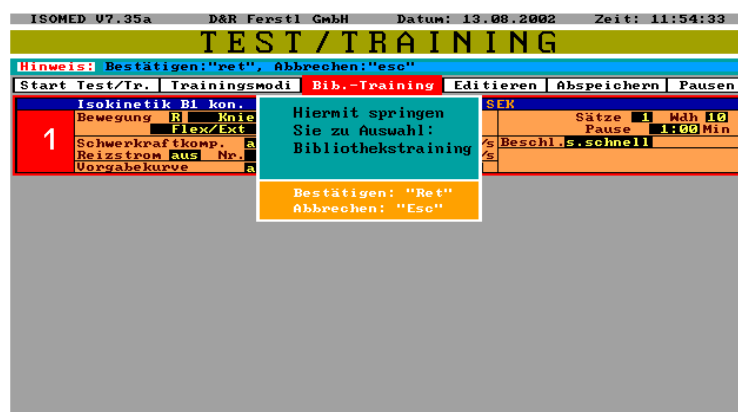 ISOMED V7.35a D&R Ferstl GmbH Datum: 13.08.2002 Zeit: 11:54:33
TEST/TRAINING
Hinweis: Bestätigen:"ret", Abbrechen:"esc"
Start Test/Tr. Trainingsmodi Bib.-Training Editieren Abspeichern Pausen
Isokinetik B1 kon. SEK
Bewegung R Knie Sätze 1 Wdh 10
Flex/Ext Pause 1:00 Min
1
Schwerkraftkomp. a /s Beschl. s.schnell
Reizstrom aus Nr. /s
Vorgabekurve a
Hiermit springen
Sie zu Auswahl:
Bibliothekstraining
Bestätigen: "Ret"
Abbrechen: "Esc"